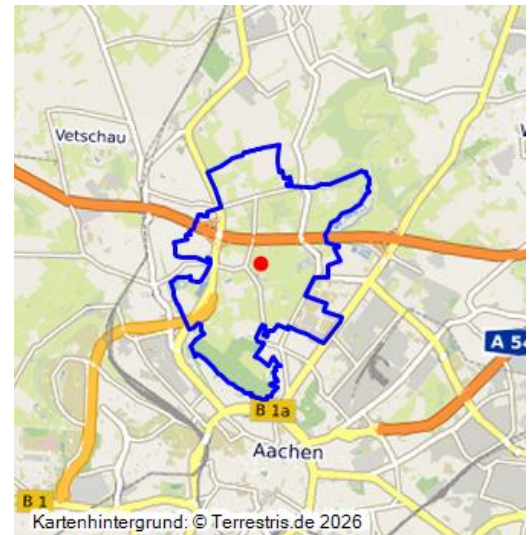 Vetschau
A 54
B 1a
Aachen
B 1
Kartenhintergrund: © Terrestris.de 2026